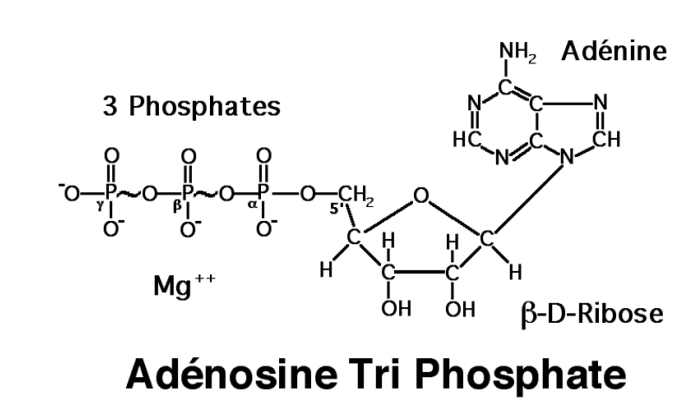 NH₂ Adénine
C
N C N
3 Phosphates
HC C CH
N N
O O O
⁻O P O P O P O CH₂ O
γ β α 5'
O⁻ O⁻ O⁻
C H H C
H C C H
Mg⁺⁺
OH OH β-D-Ribose
Adénosine Tri Phosphate